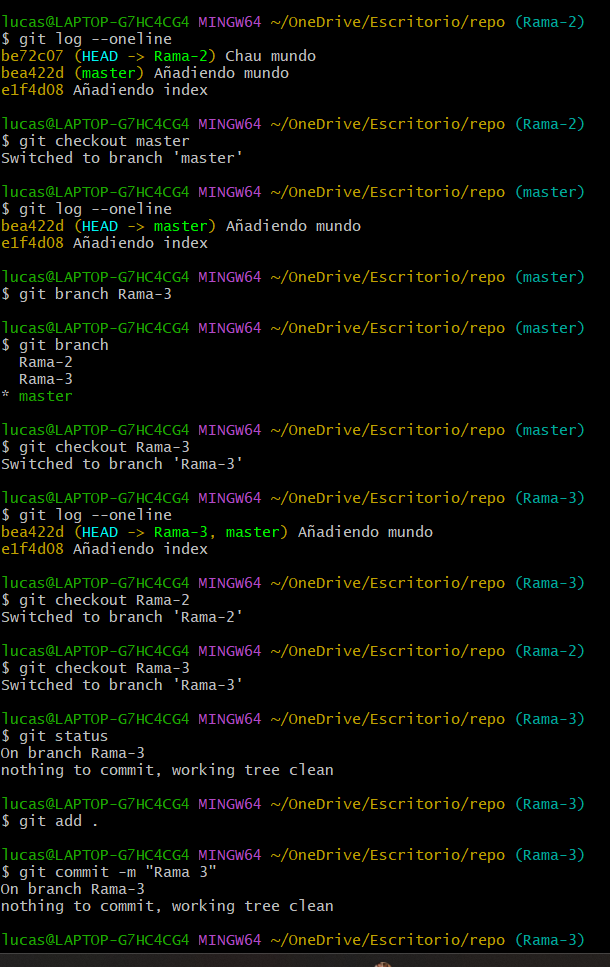 lucas@LAPTOP-G7HC4CG4 MINGW64 ~/OneDrive/Escritorio/repo (Rama-2)
$ git log --oneline
be72c07 (HEAD -> Rama-2) Chau mundo
bea422d (master) Añadiendo mundo
e1f4d08 Añadiendo index
lucas@LAPTOP-G7HC4CG4 MINGW64 ~/OneDrive/Escritorio/repo (Rama-2)
$ git checkout master
Switched to branch 'master'
lucas@LAPTOP-G7HC4CG4 MINGW64 ~/OneDrive/Escritorio/repo (master)
$ git log --oneline
bea422d (HEAD -> master) Añadiendo mundo
e1f4d08 Añadiendo index
lucas@LAPTOP-G7HC4CG4 MINGW64 ~/OneDrive/Escritorio/repo (master)
$ git branch Rama-3
lucas@LAPTOP-G7HC4CG4 MINGW64 ~/OneDrive/Escritorio/repo (master)
$ git branch
  Rama-2
  Rama-3
* master
lucas@LAPTOP-G7HC4CG4 MINGW64 ~/OneDrive/Escritorio/repo (master)
$ git checkout Rama-3
Switched to branch 'Rama-3'
lucas@LAPTOP-G7HC4CG4 MINGW64 ~/OneDrive/Escritorio/repo (Rama-3)
$ git log --oneline
bea422d (HEAD -> Rama-3, master) Añadiendo mundo
e1f4d08 Añadiendo index
lucas@LAPTOP-G7HC4CG4 MINGW64 ~/OneDrive/Escritorio/repo (Rama-3)
$ git checkout Rama-2
Switched to branch 'Rama-2'
lucas@LAPTOP-G7HC4CG4 MINGW64 ~/OneDrive/Escritorio/repo (Rama-2)
$ git checkout Rama-3
Switched to branch 'Rama-3'
lucas@LAPTOP-G7HC4CG4 MINGW64 ~/OneDrive/Escritorio/repo (Rama-3)
$ git status
On branch Rama-3
nothing to commit, working tree clean
lucas@LAPTOP-G7HC4CG4 MINGW64 ~/OneDrive/Escritorio/repo (Rama-3)
$ git add .
lucas@LAPTOP-G7HC4CG4 MINGW64 ~/OneDrive/Escritorio/repo (Rama-3)
$ git commit -m "Rama 3"
On branch Rama-3
nothing to commit, working tree clean
lucas@LAPTOP-G7HC4CG4 MINGW64 ~/OneDrive/Escritorio/repo (Rama-3)